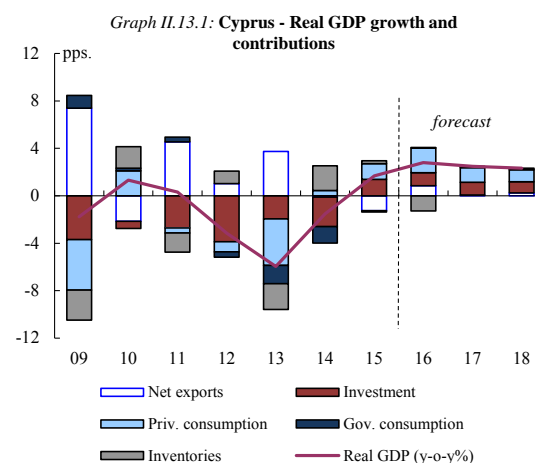 Graph II.13.1: Cyprus - Real GDP growth and
contributions
pps.
12
8
4
0
-4
-8
-12
forecast
09 10 11 12 13 14 15 16 17 18
Net exports Investment
Priv. consumption Gov. consumption
Inventories Real GDP (y-o-y%)